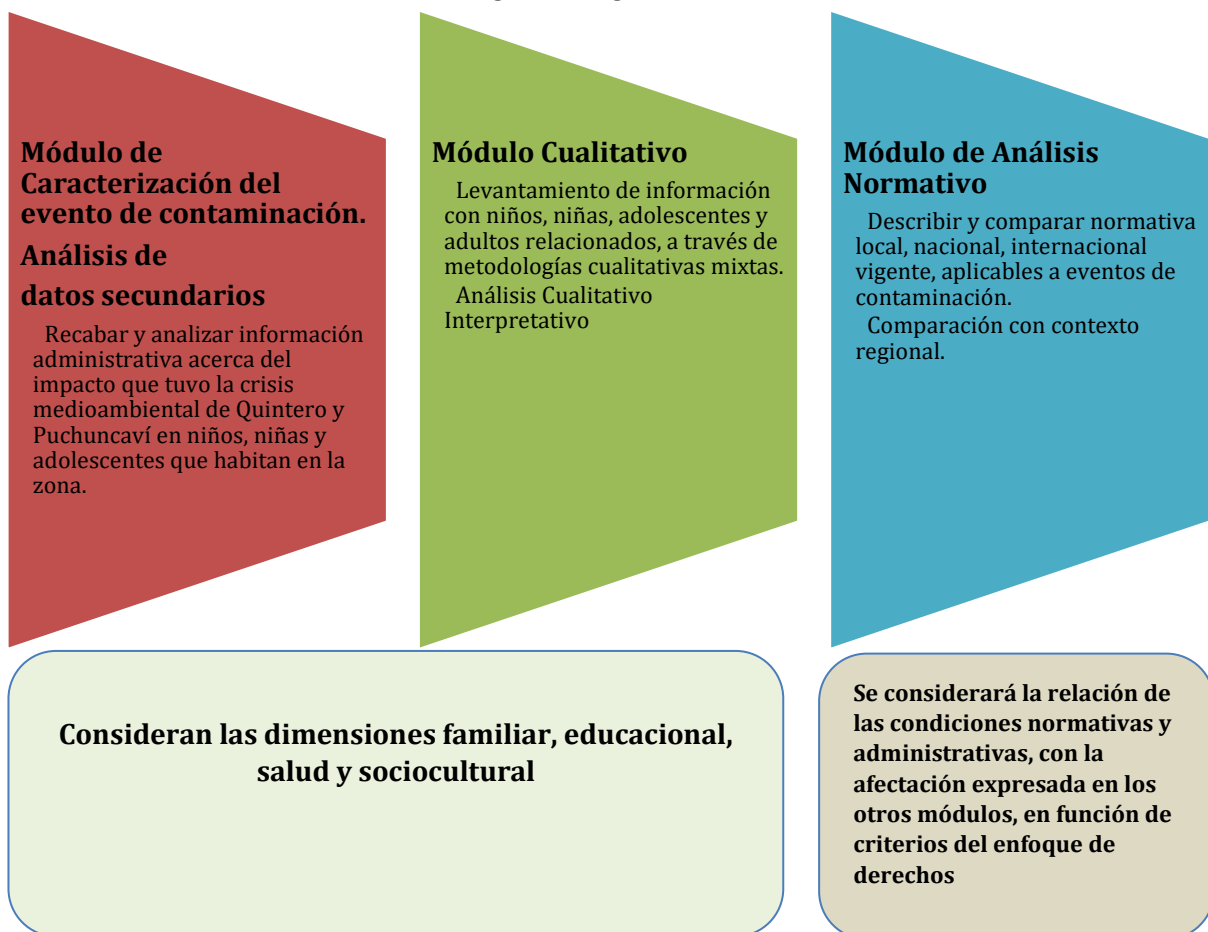 Módulo de
Caracterización del
evento de contaminación.
Análisis de
datos secundarios
Recabar y analizar información
administrativa acerca del
impacto que tuvo la crisis
medioambiental de Quintero y
Puchuncaví en niños, niñas y
adolescentes que habitan en la
zona.
Módulo Cualitativo
Levantamiento de información
con niños, niñas, adolescentes y
adultos relacionados, a través de
metodologías cualitativas mixtas.
Análisis Cualitativo
Interpretativo
Módulo de Análisis
Normativo
Describir y comparar normativa
local, nacional, internacional
vigente, aplicables a eventos de
contaminación.
Comparación con contexto
regional.
Consideran las dimensiones familiar, educacional,
salud y sociocultural
Se considerará la relación de
las condiciones normativas y
administrativas, con la
afectación expresada en los
otros módulos, en función de
criterios del enfoque de
derechos